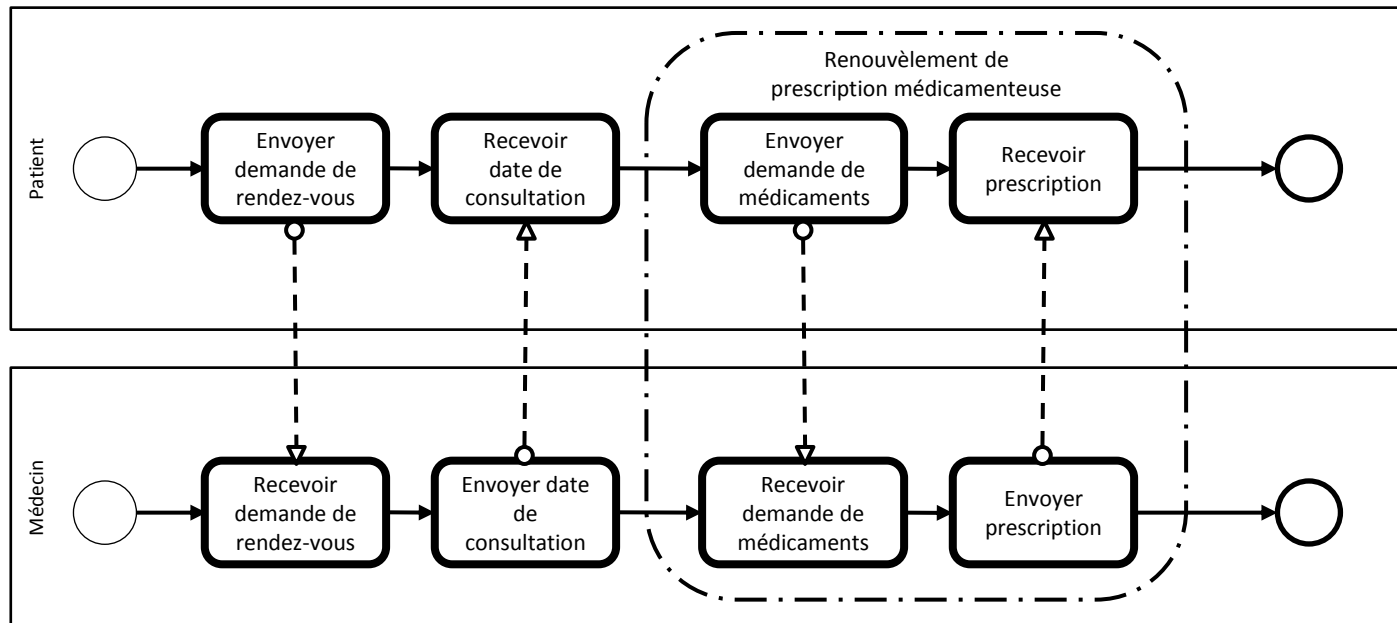 Patient
Renouvèlement de
prescription médicamenteuse
Envoyer
demande de
rendez-vous
Recevoir
date de
consultation
Envoyer
demande de
médicaments
Recevoir
prescription
Médecin
Recevoir
demande de
rendez-vous
Envoyer date
de
consultation
Recevoir
demande de
médicaments
Envoyer
prescription